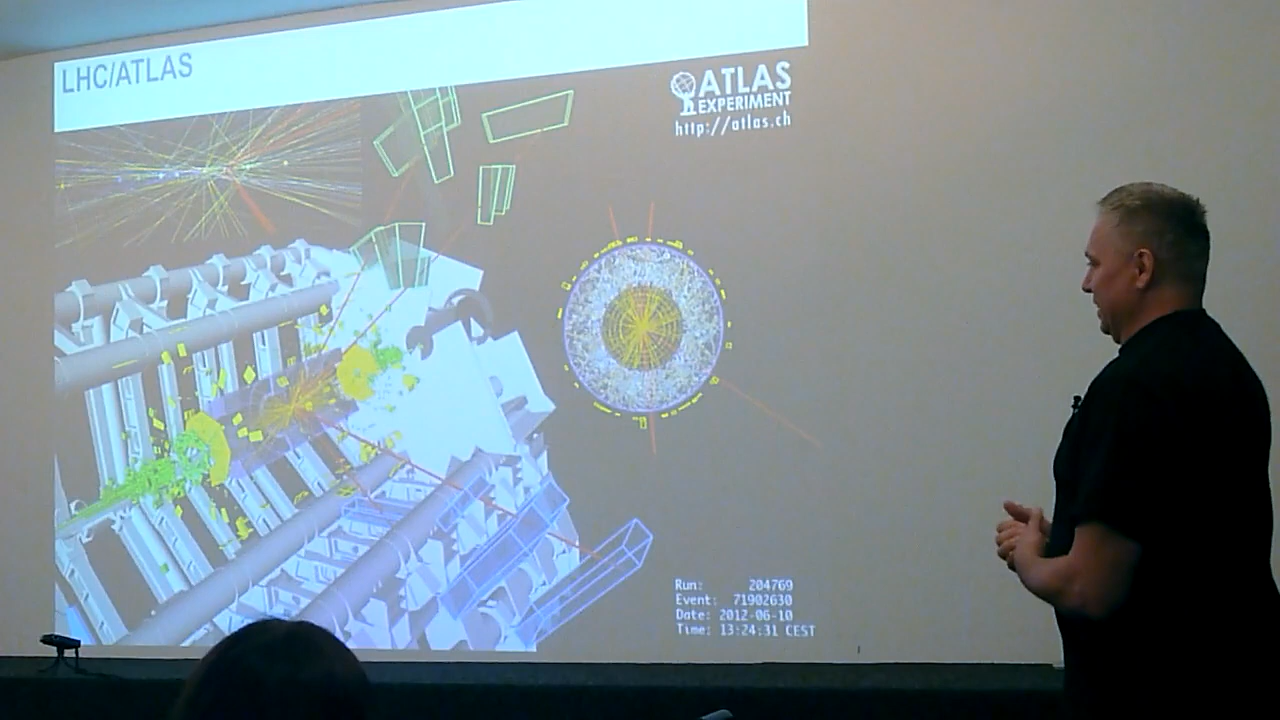 LHC/ATLAS
ATLAS
EXPERIMENT
http://atlas.ch
Run: 204769
Event: 71902630
Date: 2012-06-10
Time: 13:24:31 CEST